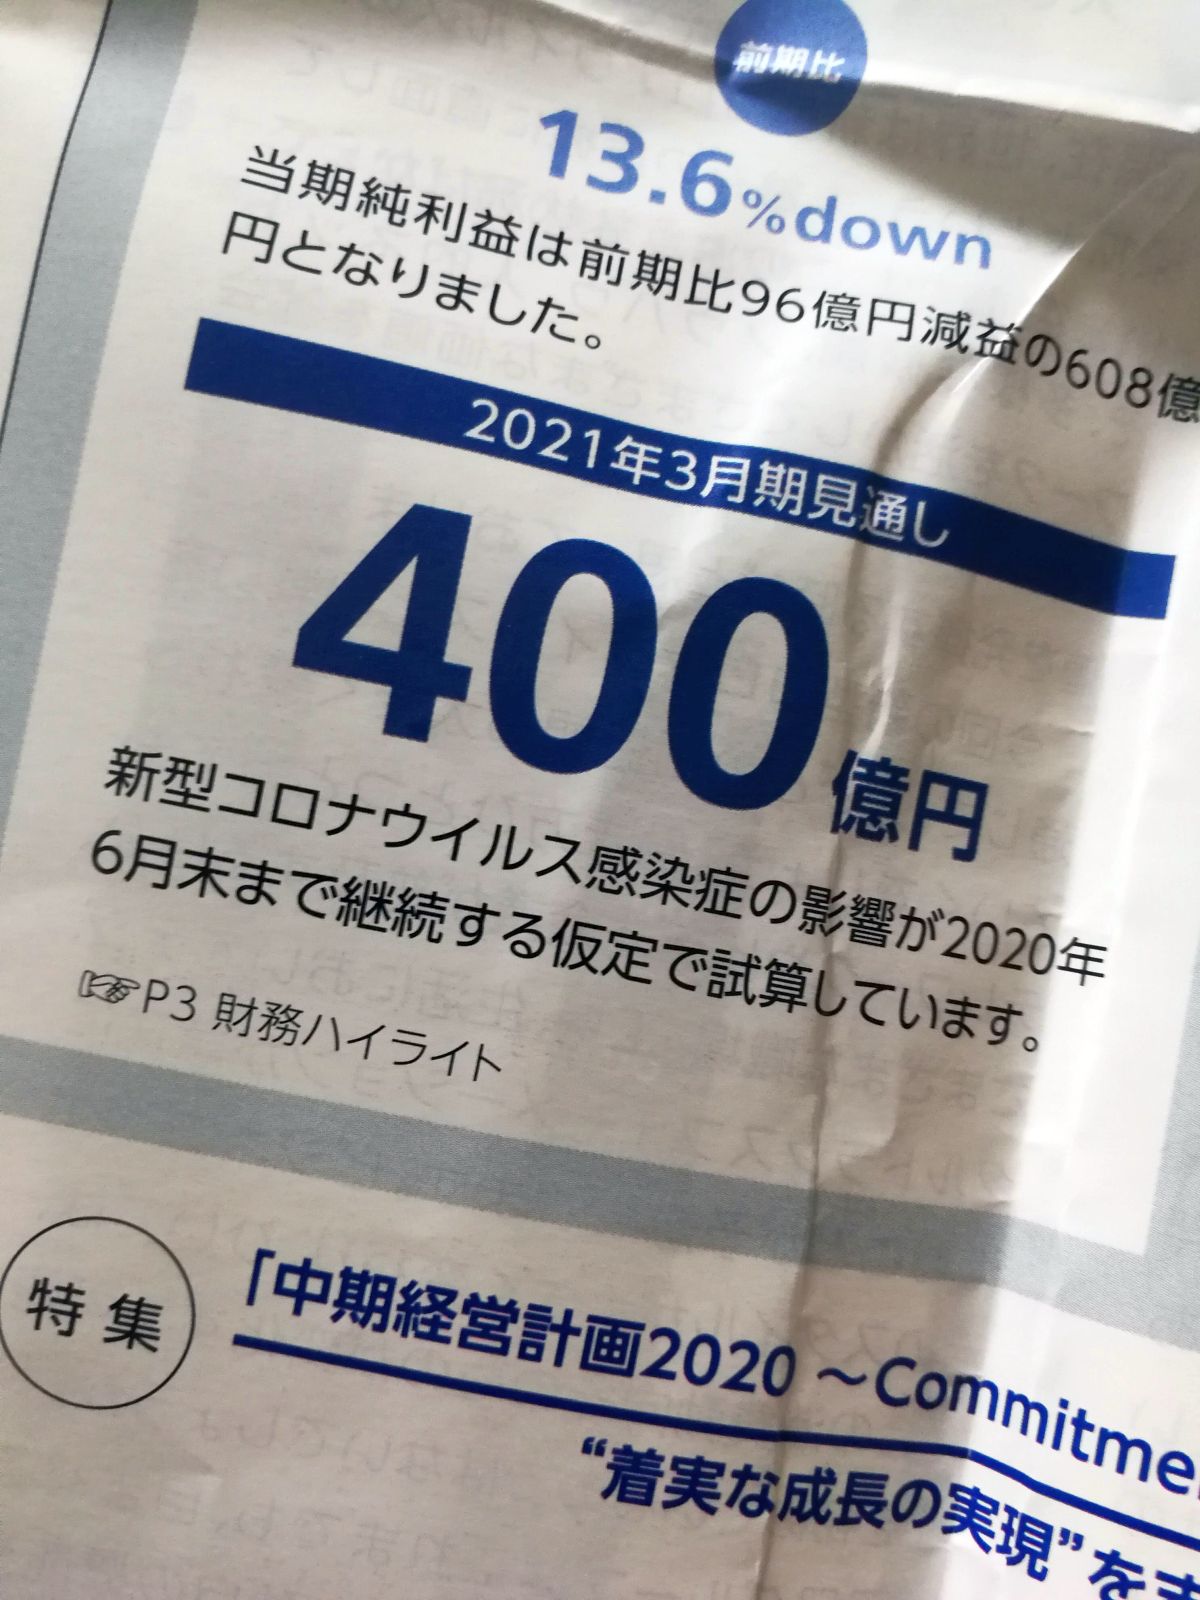 前期比
13.6%down
当期純利益は前期比96億円減益の608億
円となりました。
2021年3月期見通し
400億円
新型コロナウイルス感染症の影響が2020年
6月末まで継続する仮定で試算しています。
☞P3 財務ハイライト
特集
「中期経営計画2020 ～Commitme
“着実な成長の実現”を